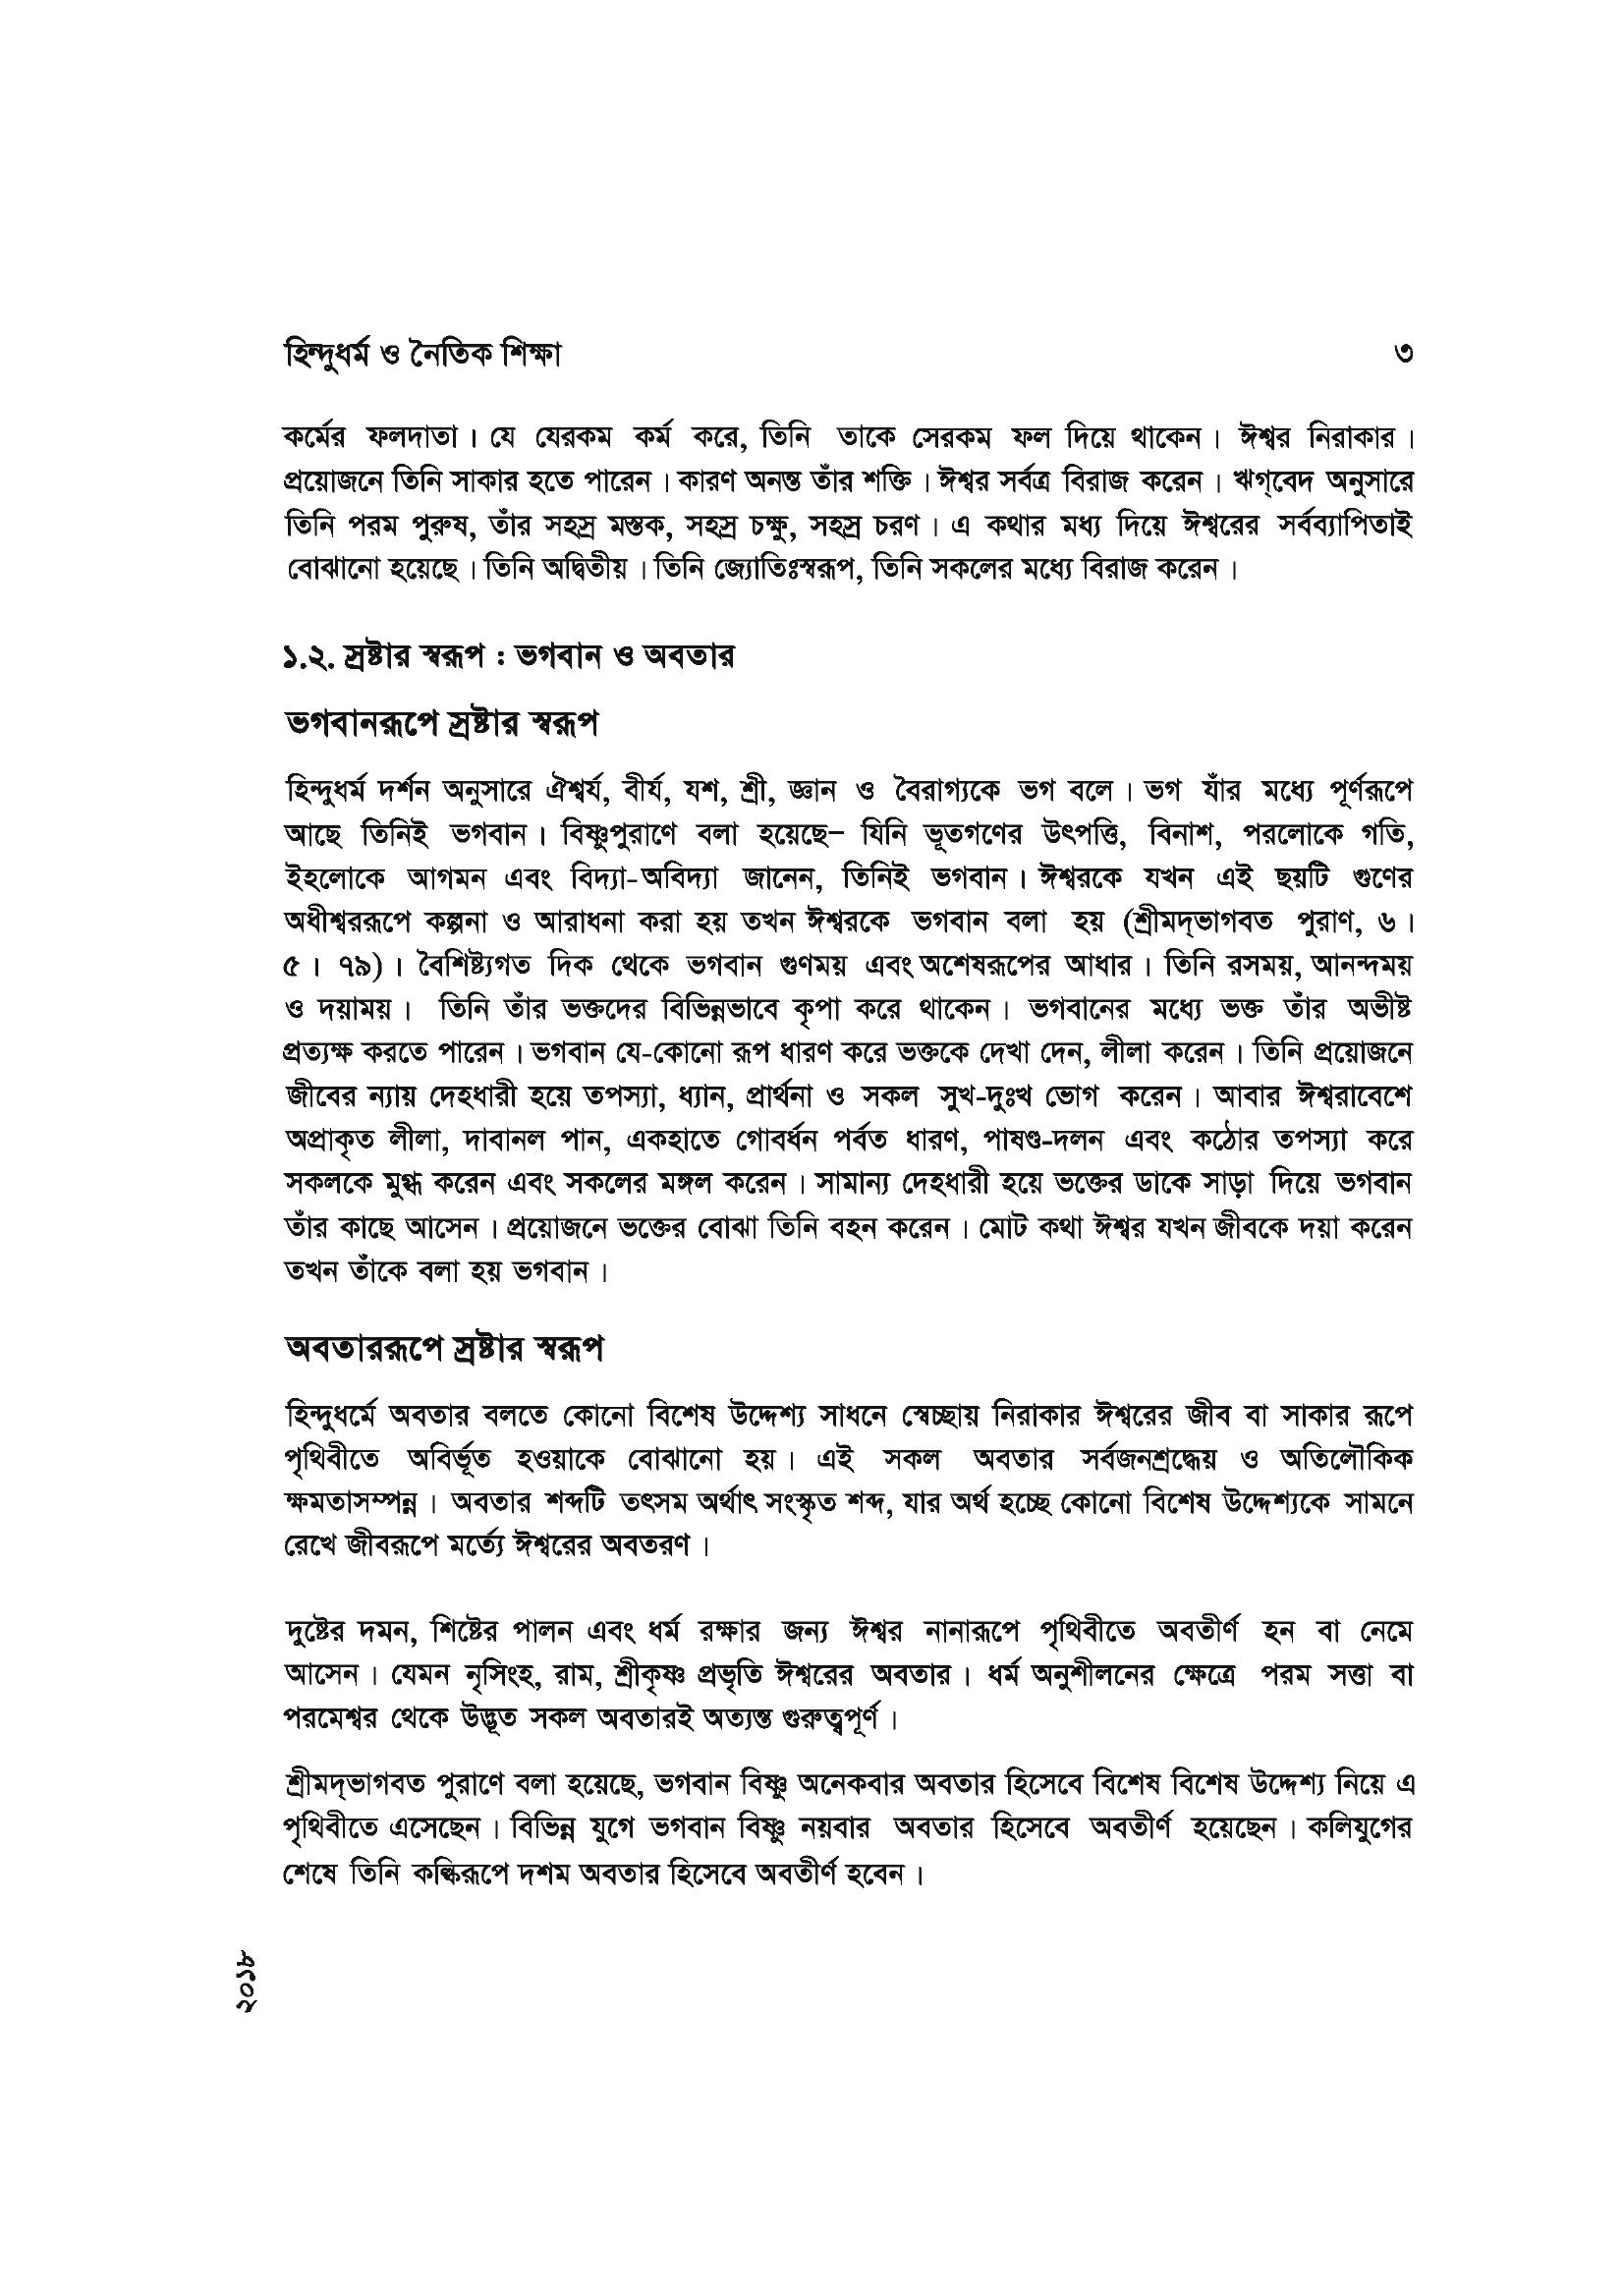 হিন্দুধর্ম ও নৈতিক শিক্ষা ৩
কর্মের ফলদাতা। যে যেরকম কর্ম করে, তিনি তাকে সেরকম ফল দিয়ে থাকেন। ঈশ্বর নিরাকার।
প্রয়োজনে তিনি সাকার হতে পারেন। কারণ অনন্ত তাঁর শক্তি। ঈশ্বর সর্বত্র বিরাজ করেন। ঋগ্‌বেদ অনুসারে
তিনি পরম পুরুষ, তাঁর সহস্র মস্তক, সহস্র চক্ষু, সহস্র চরণ। এ কথার মধ্য দিয়ে ঈশ্বরের সর্বব্যাপিতাই
বোঝানো হয়েছে। তিনি অদ্বিতীয়। তিনি জ্যোতিঃস্বরূপ, তিনি সকলের মধ্যে বিরাজ করেন।
১.২. স্রষ্টার স্বরূপ : ভগবান ও অবতার
ভগবানরূপে স্রষ্টার স্বরূপ
হিন্দুধর্ম দর্শন অনুসারে ঐশ্বর্য, বীর্য, যশ, শ্রী, জ্ঞান ও বৈরাগ্যকে ভগ বলে। ভগ যাঁর মধ্যে পূর্ণরূপে
আছে তিনিই ভগবান। বিষ্ণুপুরাণে বলা হয়েছে– যিনি ভূতগণের উৎপত্তি, বিনাশ, পরলোকে গতি,
ইহলোকে আগমন এবং বিদ্যা-অবিদ্যা জানেন, তিনিই ভগবান। ঈশ্বরকে যখন এই ছয়টি গুণের
অধীশ্বররূপে কল্পনা ও আরাধনা করা হয় তখন ঈশ্বরকে ভগবান বলা হয় (শ্রীমদ্‌ভাগবত পুরাণ, ৬।
৫। ৭৯)। বৈশিষ্ট্যগত দিক থেকে ভগবান গুণময় এবং অশেষরূপের আধার। তিনি রসময়, আনন্দময়
ও দয়াময়। তিনি তাঁর ভক্তদের বিভিন্নভাবে কৃপা করে থাকেন। ভগবানের মধ্যে ভক্ত তাঁর অভীষ্ট
প্রত্যক্ষ করতে পারেন। ভগবান যে-কোনো রূপ ধারণ করে ভক্তকে দেখা দেন, লীলা করেন। তিনি প্রয়োজনে
জীবের ন্যায় দেহধারী হয়ে তপস্যা, ধ্যান, প্রার্থনা ও সকল সুখ-দুঃখ ভোগ করেন। আবার ঈশ্বরাবেশে
অপ্রাকৃত লীলা, দাবানল পান, একহাতে গোবর্ধন পর্বত ধারণ, পাষণ্ড-দলন এবং কঠোর তপস্যা করে
সকলকে মুগ্ধ করেন এবং সকলের মঙ্গল করেন। সামান্য দেহধারী হয়ে ভক্তের ডাকে সাড়া দিয়ে ভগবান
তাঁর কাছে আসেন। প্রয়োজনে ভক্তের বোঝা তিনি বহন করেন। মোট কথা ঈশ্বর যখন জীবকে দয়া করেন
তখন তাঁকে বলা হয় ভগবান।
অবতাররূপে স্রষ্টার স্বরূপ
হিন্দুধর্মে অবতার বলতে কোনো বিশেষ উদ্দেশ্য সাধনে স্বেচ্ছায় নিরাকার ঈশ্বরের জীব বা সাকার রূপে
পৃথিবীতে অবির্ভূত হওয়াকে বোঝানো হয়। এই সকল অবতার সর্বজনশ্রদ্ধেয় ও অতিলৌকিক
ক্ষমতাসম্পন্ন। অবতার শব্দটি তৎসম অর্থাৎ সংস্কৃত শব্দ, যার অর্থ হচ্ছে কোনো বিশেষ উদ্দেশ্যকে সামনে
রেখে জীবরূপে মর্ত্যে ঈশ্বরের অবতরণ।
দুষ্টের দমন, শিষ্টের পালন এবং ধর্ম রক্ষার জন্য ঈশ্বর নানারূপে পৃথিবীতে অবতীর্ণ হন বা নেমে
আসেন। যেমন নৃসিংহ, রাম, শ্রীকৃষ্ণ প্রভৃতি ঈশ্বরের অবতার। ধর্ম অনুশীলনের ক্ষেত্রে পরম সত্তা বা
পরমেশ্বর থেকে উদ্ভূত সকল অবতারই অত্যন্ত গুরুত্বপূর্ণ।
শ্রীমদ্‌ভাগবত পুরাণে বলা হয়েছে, ভগবান বিষ্ণু অনেকবার অবতার হিসেবে বিশেষ বিশেষ উদ্দেশ্য নিয়ে এ
পৃথিবীতে এসেছেন। বিভিন্ন যুগে ভগবান বিষ্ণু নয়বার অবতার হিসেবে অবতীর্ণ হয়েছেন। কলিযুগের
শেষে তিনি কল্কিরূপে দশম অবতার হিসেবে অবতীর্ণ হবেন।
২০১৮